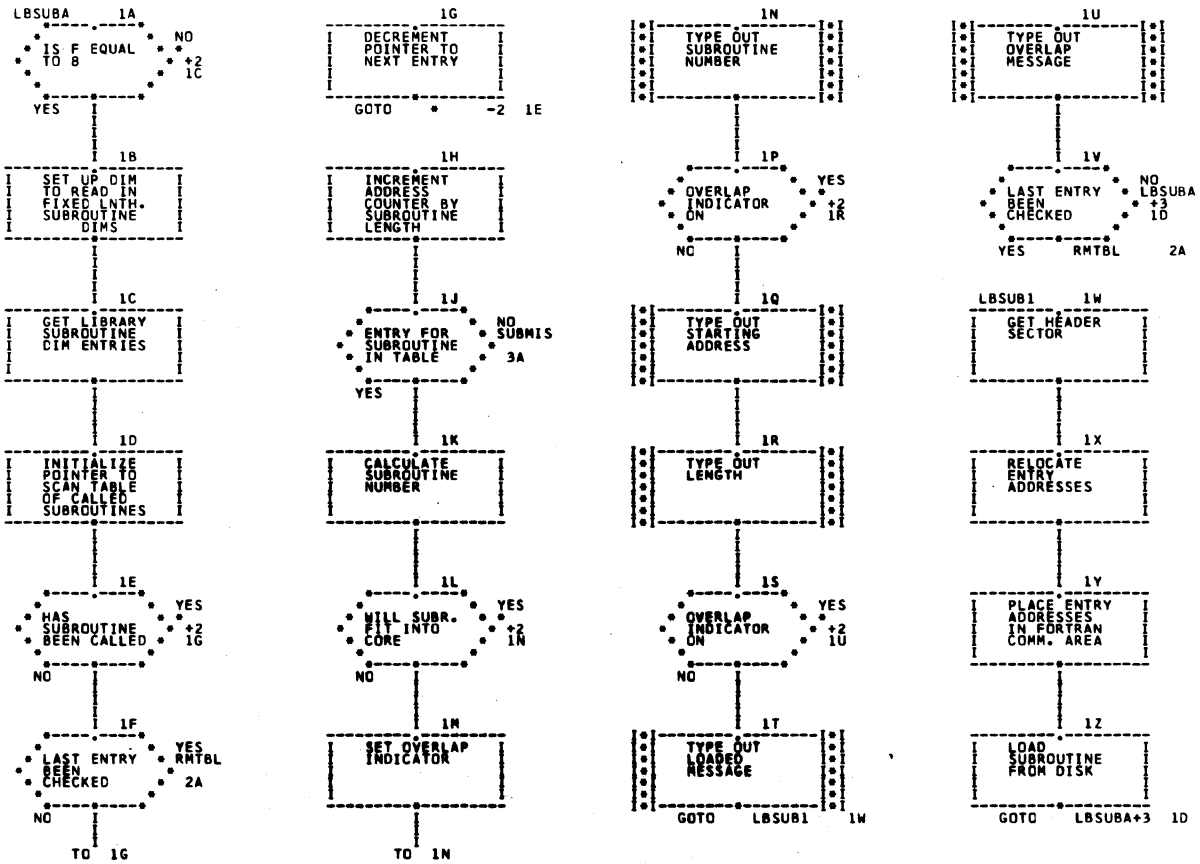 LBSUBA 1A
IS F EQUAL
TO 8
NO
+2
1C
YES
1B
SET UP DIM
TO READ IN
FIXED LNTH.
SUBROUTINE
DIMS
1C
GET LIBRARY
SUBROUTINE
DIM ENTRIES
1D
INITIALIZE
POINTER TO
SCAN TABLE
OF CALLED
SUBROUTINES
1E
HAS
SUBROUTINE
BEEN CALLED
YES
+2
1G
NO
1F
LAST ENTRY
BEEN
CHECKED
YES
RMTBL
2A
NO
TO 1G
1G
DECREMENT
POINTER TO
NEXT ENTRY
GOTO * -2 1E
1H
INCREMENT
ADDRESS
COUNTER BY
SUBROUTINE
LENGTH
1J
ENTRY FOR
SUBROUTINE
IN TABLE
NO
SUBMIS
3A
YES
1K
CALCULATE
SUBROUTINE
NUMBER
1L
WILL SUBR.
FIT INTO
CORE
YES
+2
1N
NO
1M
SET OVERLAP
INDICATOR
TO 1N
1N
TYPE OUT
SUBROUTINE
NUMBER
1P
OVERLAP
INDICATOR
ON
YES
+2
1R
NO
1Q
TYPE OUT
STARTING
ADDRESS
1R
TYPE OUT
LENGTH
1S
OVERLAP
INDICATOR
ON
YES
+2
1U
NO
1T
TYPE OUT
LOADED
MESSAGE
GOTO LBSUB1 1W
1U
TYPE OUT
OVERLAP
MESSAGE
1V
LAST ENTRY
BEEN
CHECKED
NO
LBSUBA
+3
1D
YES RMTBL 2A
LBSUB1 1W
GET HEADER
SECTOR
1X
RELOCATE
ENTRY
ADDRESSES
1Y
PLACE ENTRY
ADDRESSES
IN FORTRAN
COMM. AREA
1Z
LOAD
SUBROUTINE
FROM DISK
GOTO LBSUBA+3 1D